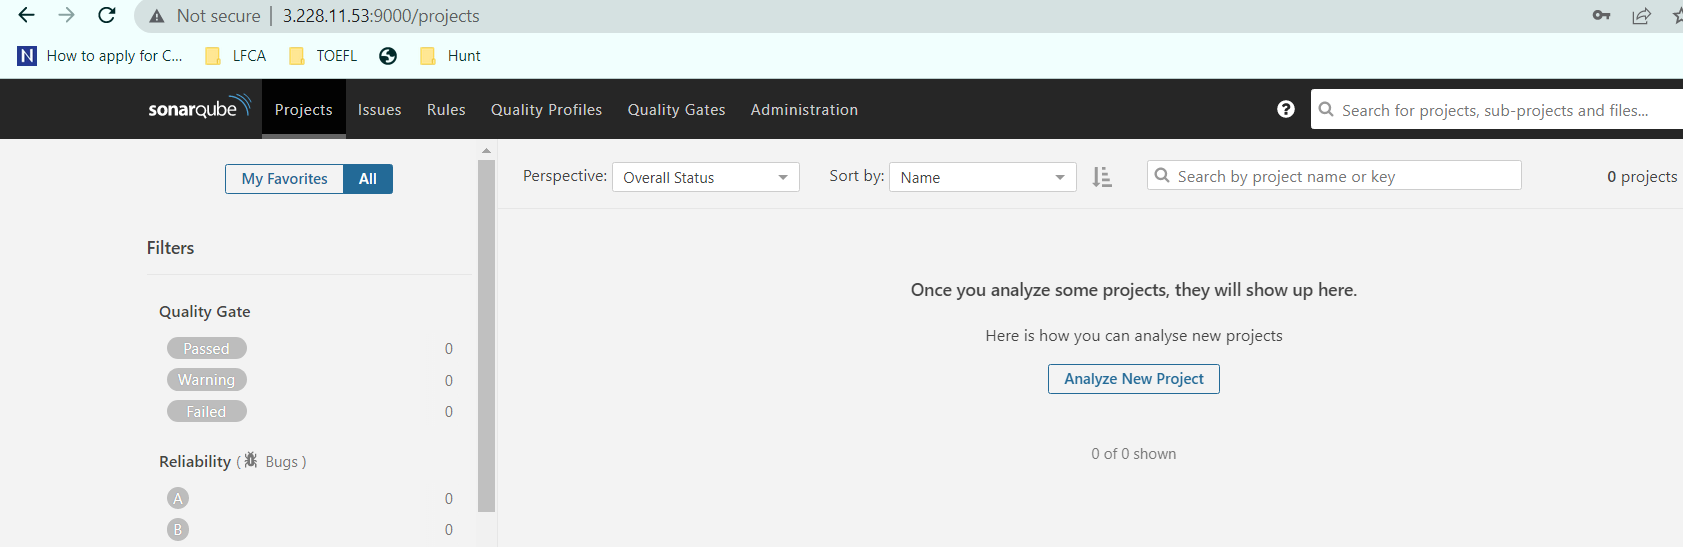 Not secure | 3.228.11.53:9000/projects
N How to apply for C... LFCA TOEFL Hunt
sonarqube Projects Issues Rules Quality Profiles Quality Gates Administration ? Search for projects, sub-projects and files...
My Favorites All
Perspective: Overall Status Sort by: Name Search by project name or key 0 projects
Filters
Once you analyze some projects, they will show up here.
Quality Gate
Here is how you can analyse new projects
Passed 0
Warning 0
Analyze New Project
Failed 0
0 of 0 shown
Reliability ( Bugs )
A 0
B 0